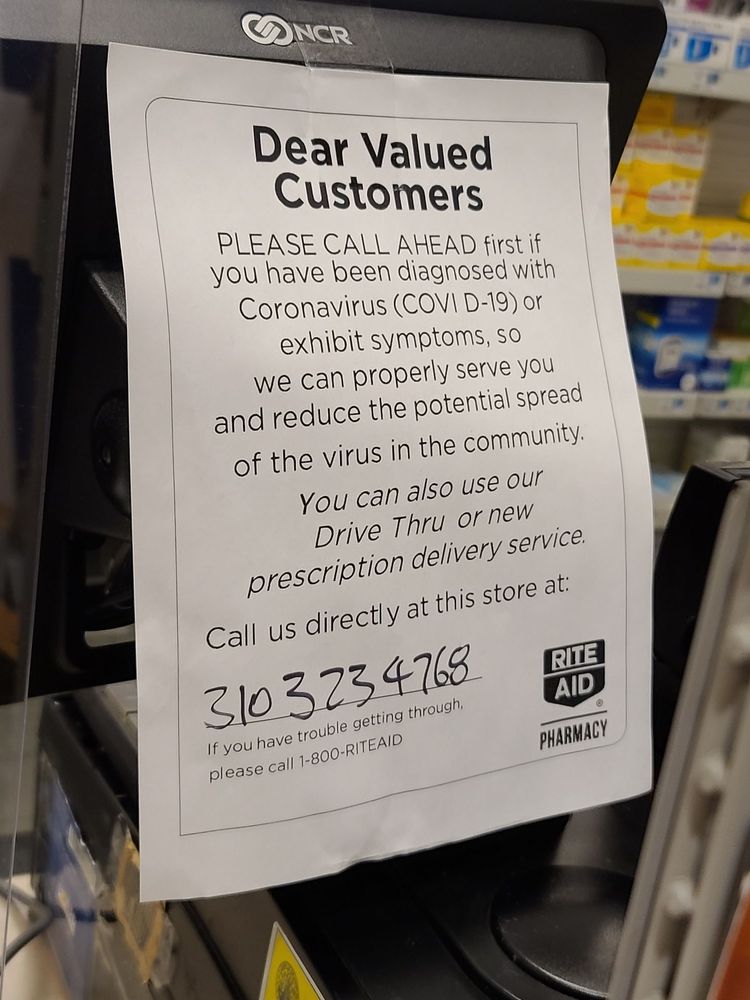 NCR
Dear Valued
Customers
PLEASE CALL AHEAD first if
you have been diagnosed with
Coronavirus (COVI D-19) or
exhibit symptoms, so
we can properly serve you
and reduce the potential spread
of the virus in the community.
You can also use our
Drive Thru or new
prescription delivery service.
Call us directly at this store at:
310 323 4768
If you have trouble getting through,
please call 1-800-RITEAID
RITE
AID
®
PHARMACY